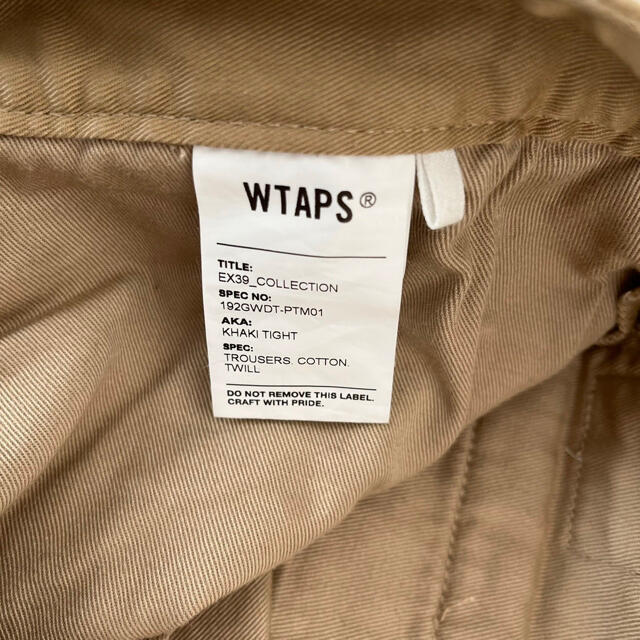 WTAPS®
TITLE:
EX39_COLLECTION
SPEC NO:
192GWDT-PTM01
AKA:
KHAKI TIGHT
SPEC:
TROUSERS. COTTON.
TWILL
DO NOT REMOVE THIS LABEL.
CRAFT WITH PRIDE.